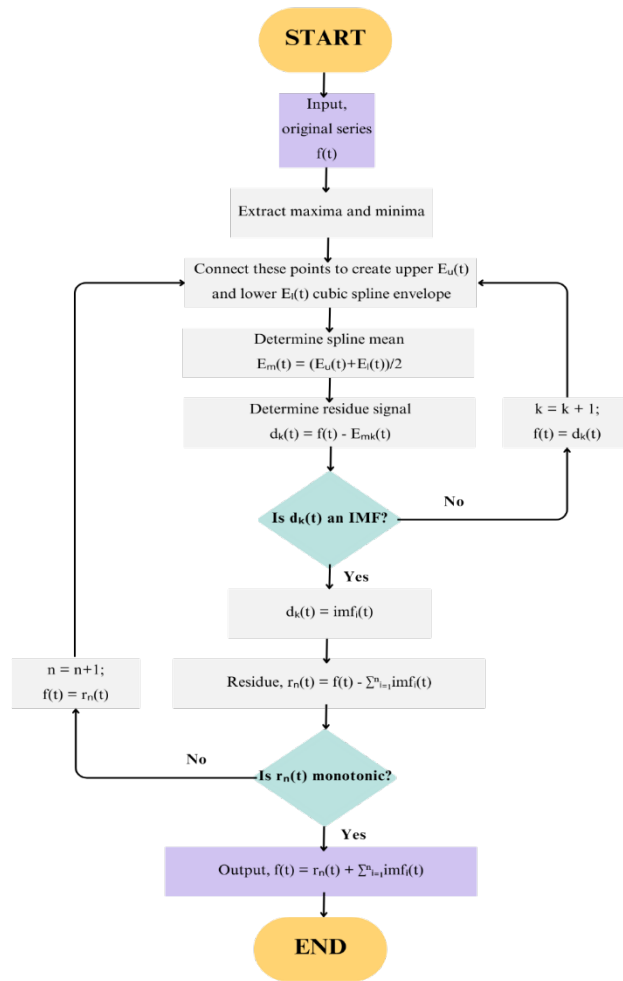 START
Input,
original series
f(t)
Extract maxima and minima
Connect these points to create upper Eᵤ(t)
and lower Eₗ(t) cubic spline envelope
Determine spline mean
Eₘ(t) = (Eᵤ(t)+Eₗ(t))/2
Determine residue signal
dₖ(t) = f(t) - Eₘₖ(t)
k = k + 1;
f(t) = dₖ(t)
Is dₖ(t) an IMF?
No
Yes
dₖ(t) = imfᵢ(t)
n = n+1;
f(t) = rₙ(t)
Residue, rₙ(t) = f(t) - ∑ⁿᵢ₌₁imfᵢ(t)
No
Is rₙ(t) monotonic?
Yes
Output, f(t) = rₙ(t) + ∑ⁿᵢ₌₁imfᵢ(t)
END